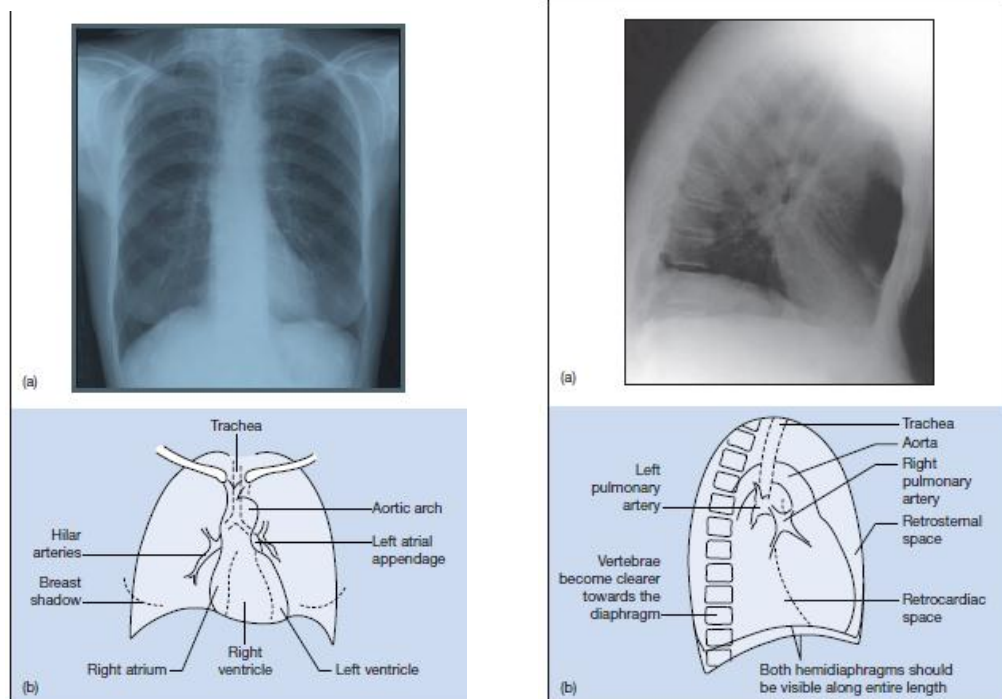 (a)
Trachea
Aortic arch
Left atrial
appendage
Hilar
arteries
Breast
shadow
Right atrium
Right
ventricle
Left ventricle
(b)
(a)
Trachea
Aorta
Right
pulmonary
artery
Left
pulmonary
artery
Retrosternal
space
Vertebrae
become clearer
towards the
diaphragm
Retrocardiac
space
Both hemidiaphragms should
be visible along entire length
(b)